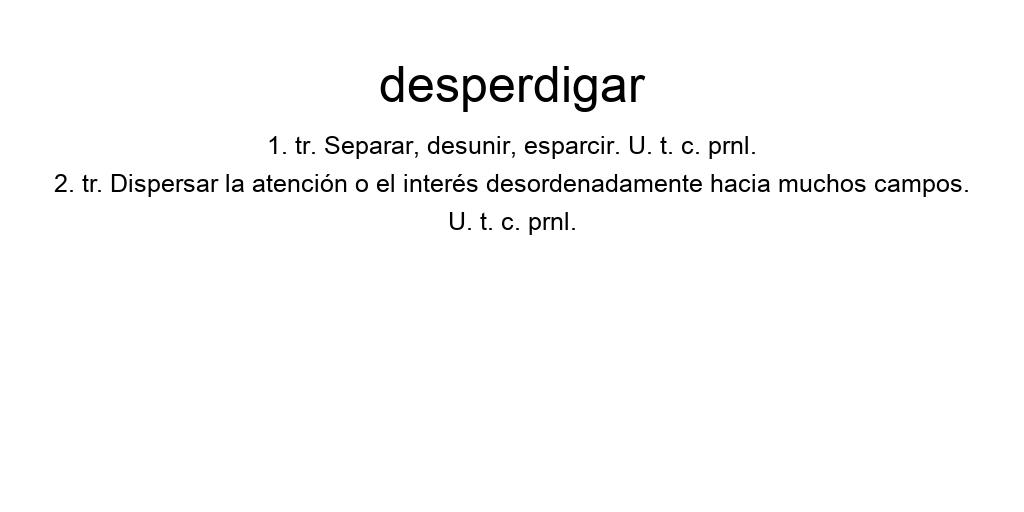 desperdigar
1. tr. Separar, desunir, esparcir. U. t. c. prnl.
2. tr. Dispersar la atención o el interés desordenadamente hacia muchos campos.
U. t. c. prnl.